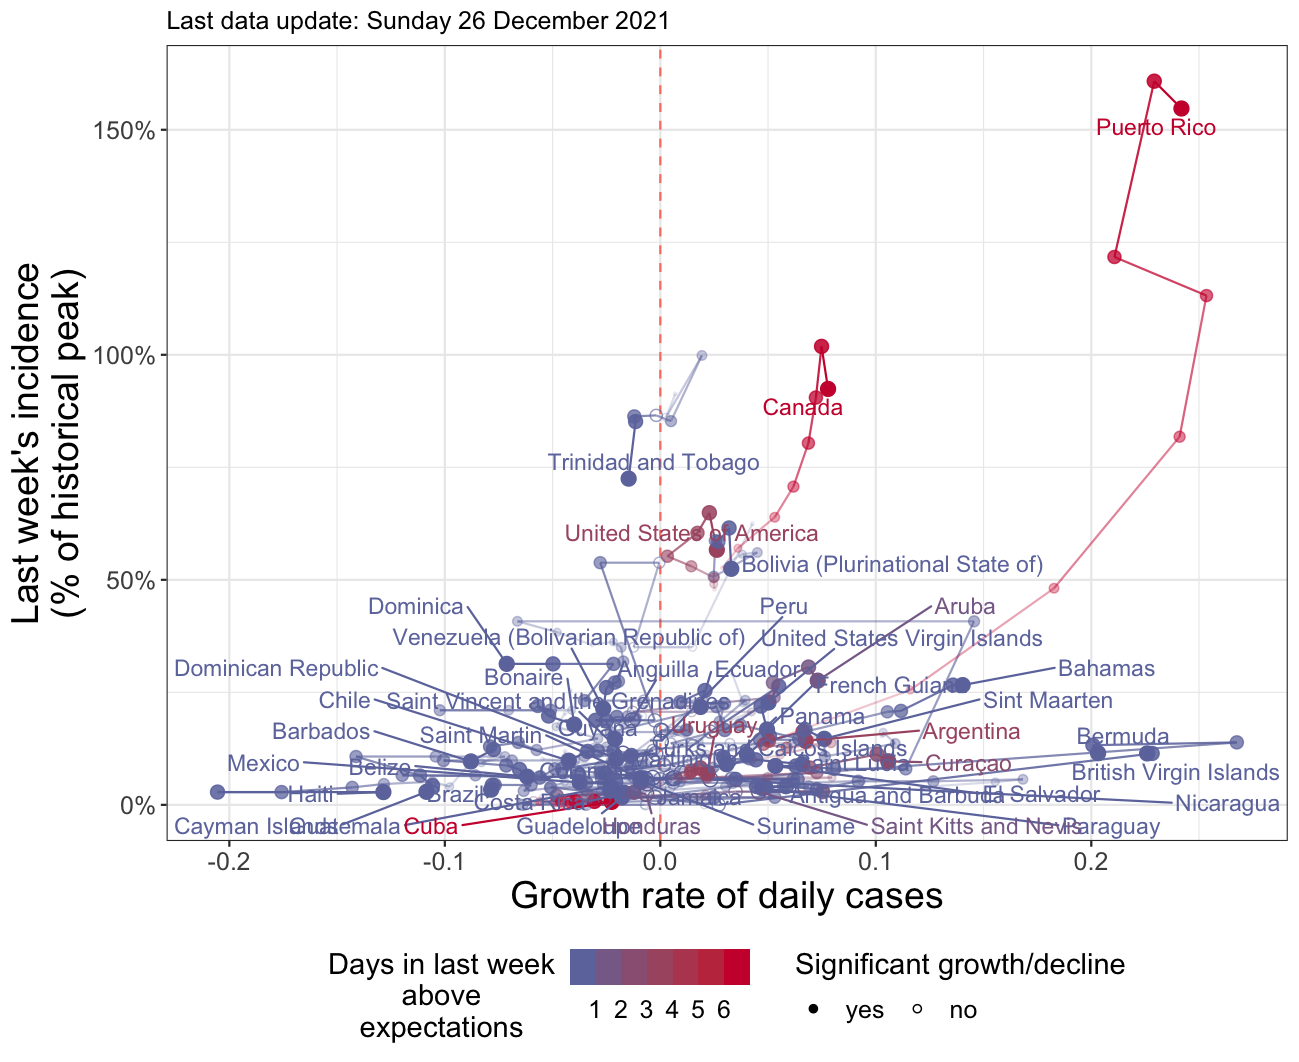 Last data update: Sunday 26 December 2021
Last week's incidence
(% of historical peak)
150%
100%
50%
0%
Puerto Rico
Canada
Trinidad and Tobago
United States of America
Bolivia (Plurinational State of)
Dominica
Peru
Aruba
Venezuela (Bolivarian Republic of)
United States Virgin Islands
Dominican Republic
Anguilla
Ecuador
Bahamas
Bonaire
French Guiana
Chile
Saint Vincent and the Grenadines
Sint Maarten
Panama
Barbados
Saint Martin
Guyana
Uruguay
Argentina
Bermuda
Turks and Caicos Islands
Mexico
Belize
Saint Lucia
Curacao
British Virgin Islands
Haiti
Brazil
Costa Rica
Jamaica
Antigua and Barbuda
El Salvador
Nicaragua
Cayman Islands
Guatemala
Cuba
Guadeloupe
Honduras
Suriname
Saint Kitts and Nevis
Paraguay
-0.2
-0.1
0.0
0.1
0.2
Growth rate of daily cases
Days in last week
above
expectations
1 2 3 4 5 6
Significant growth/decline
yes
no